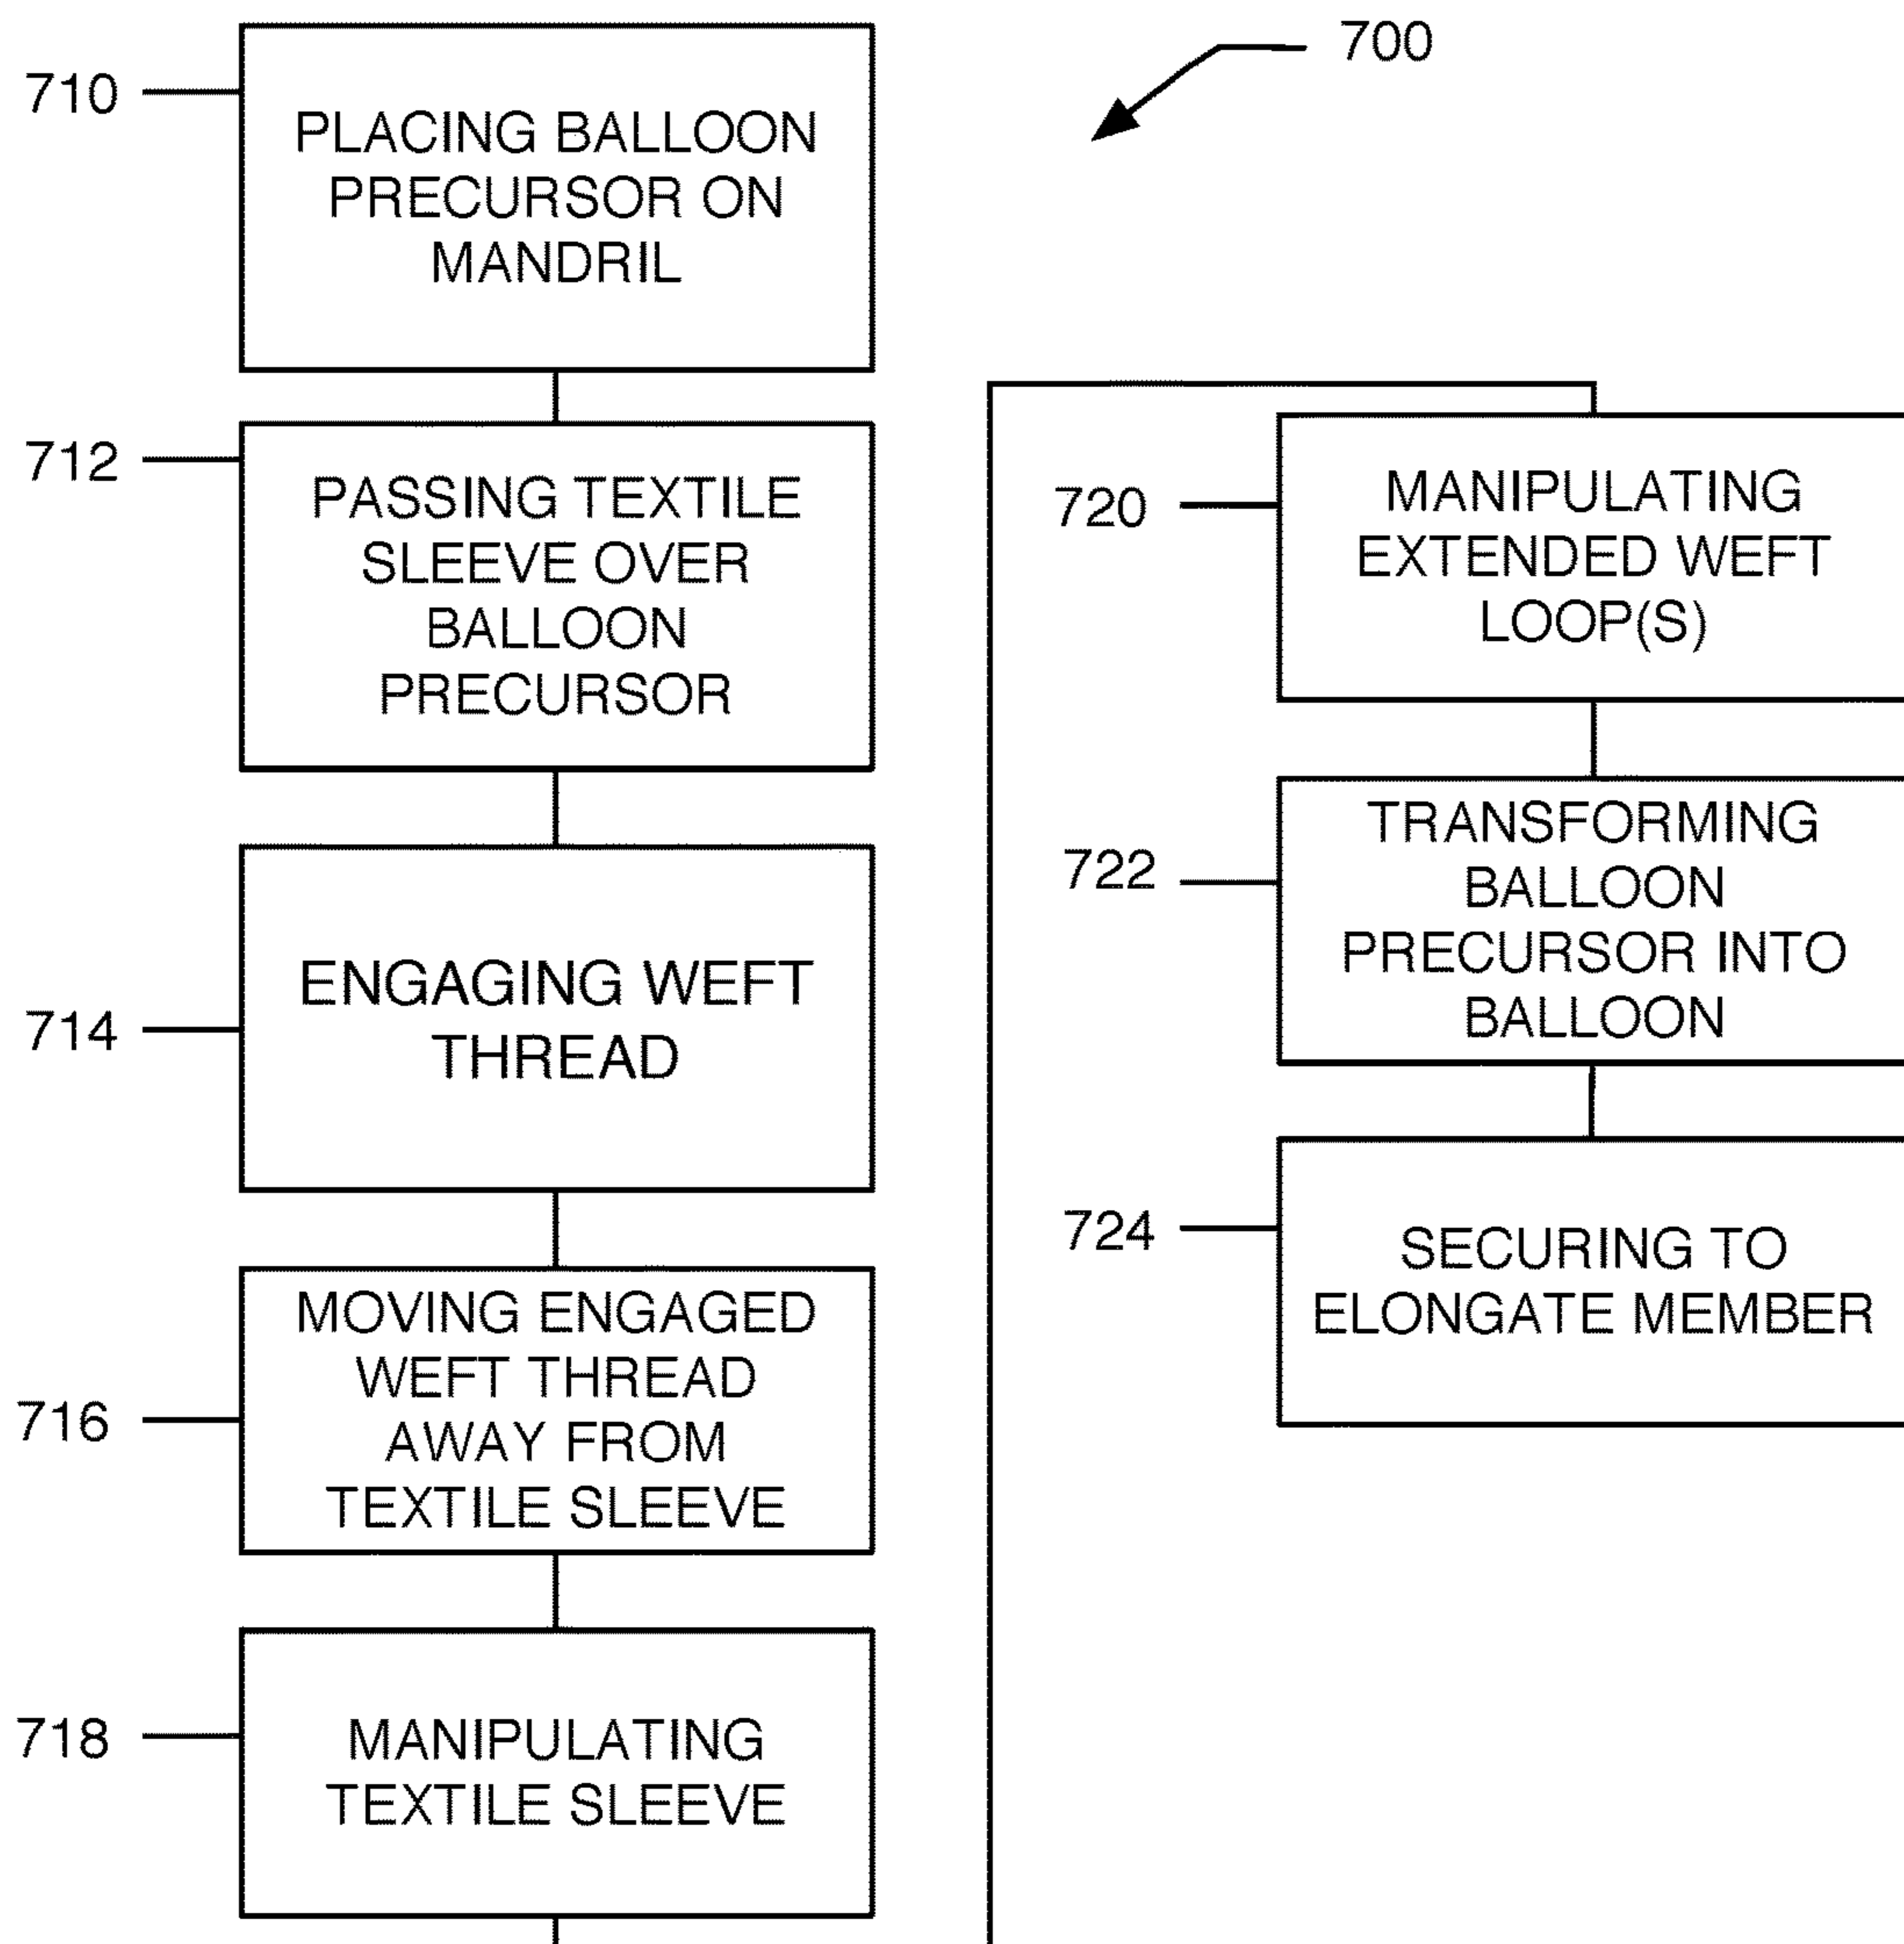 700
710
PLACING BALLOON
PRECURSOR ON
MANDRIL
712
PASSING TEXTILE
SLEEVE OVER
BALLOON
PRECURSOR
714
ENGAGING WEFT
THREAD
716
MOVING ENGAGED
WEFT THREAD
AWAY FROM
TEXTILE SLEEVE
718
MANIPULATING
TEXTILE SLEEVE
720
MANIPULATING
EXTENDED WEFT
LOOP(S)
722
TRANSFORMING
BALLOON
PRECURSOR INTO
BALLOON
724
SECURING TO
ELONGATE MEMBER